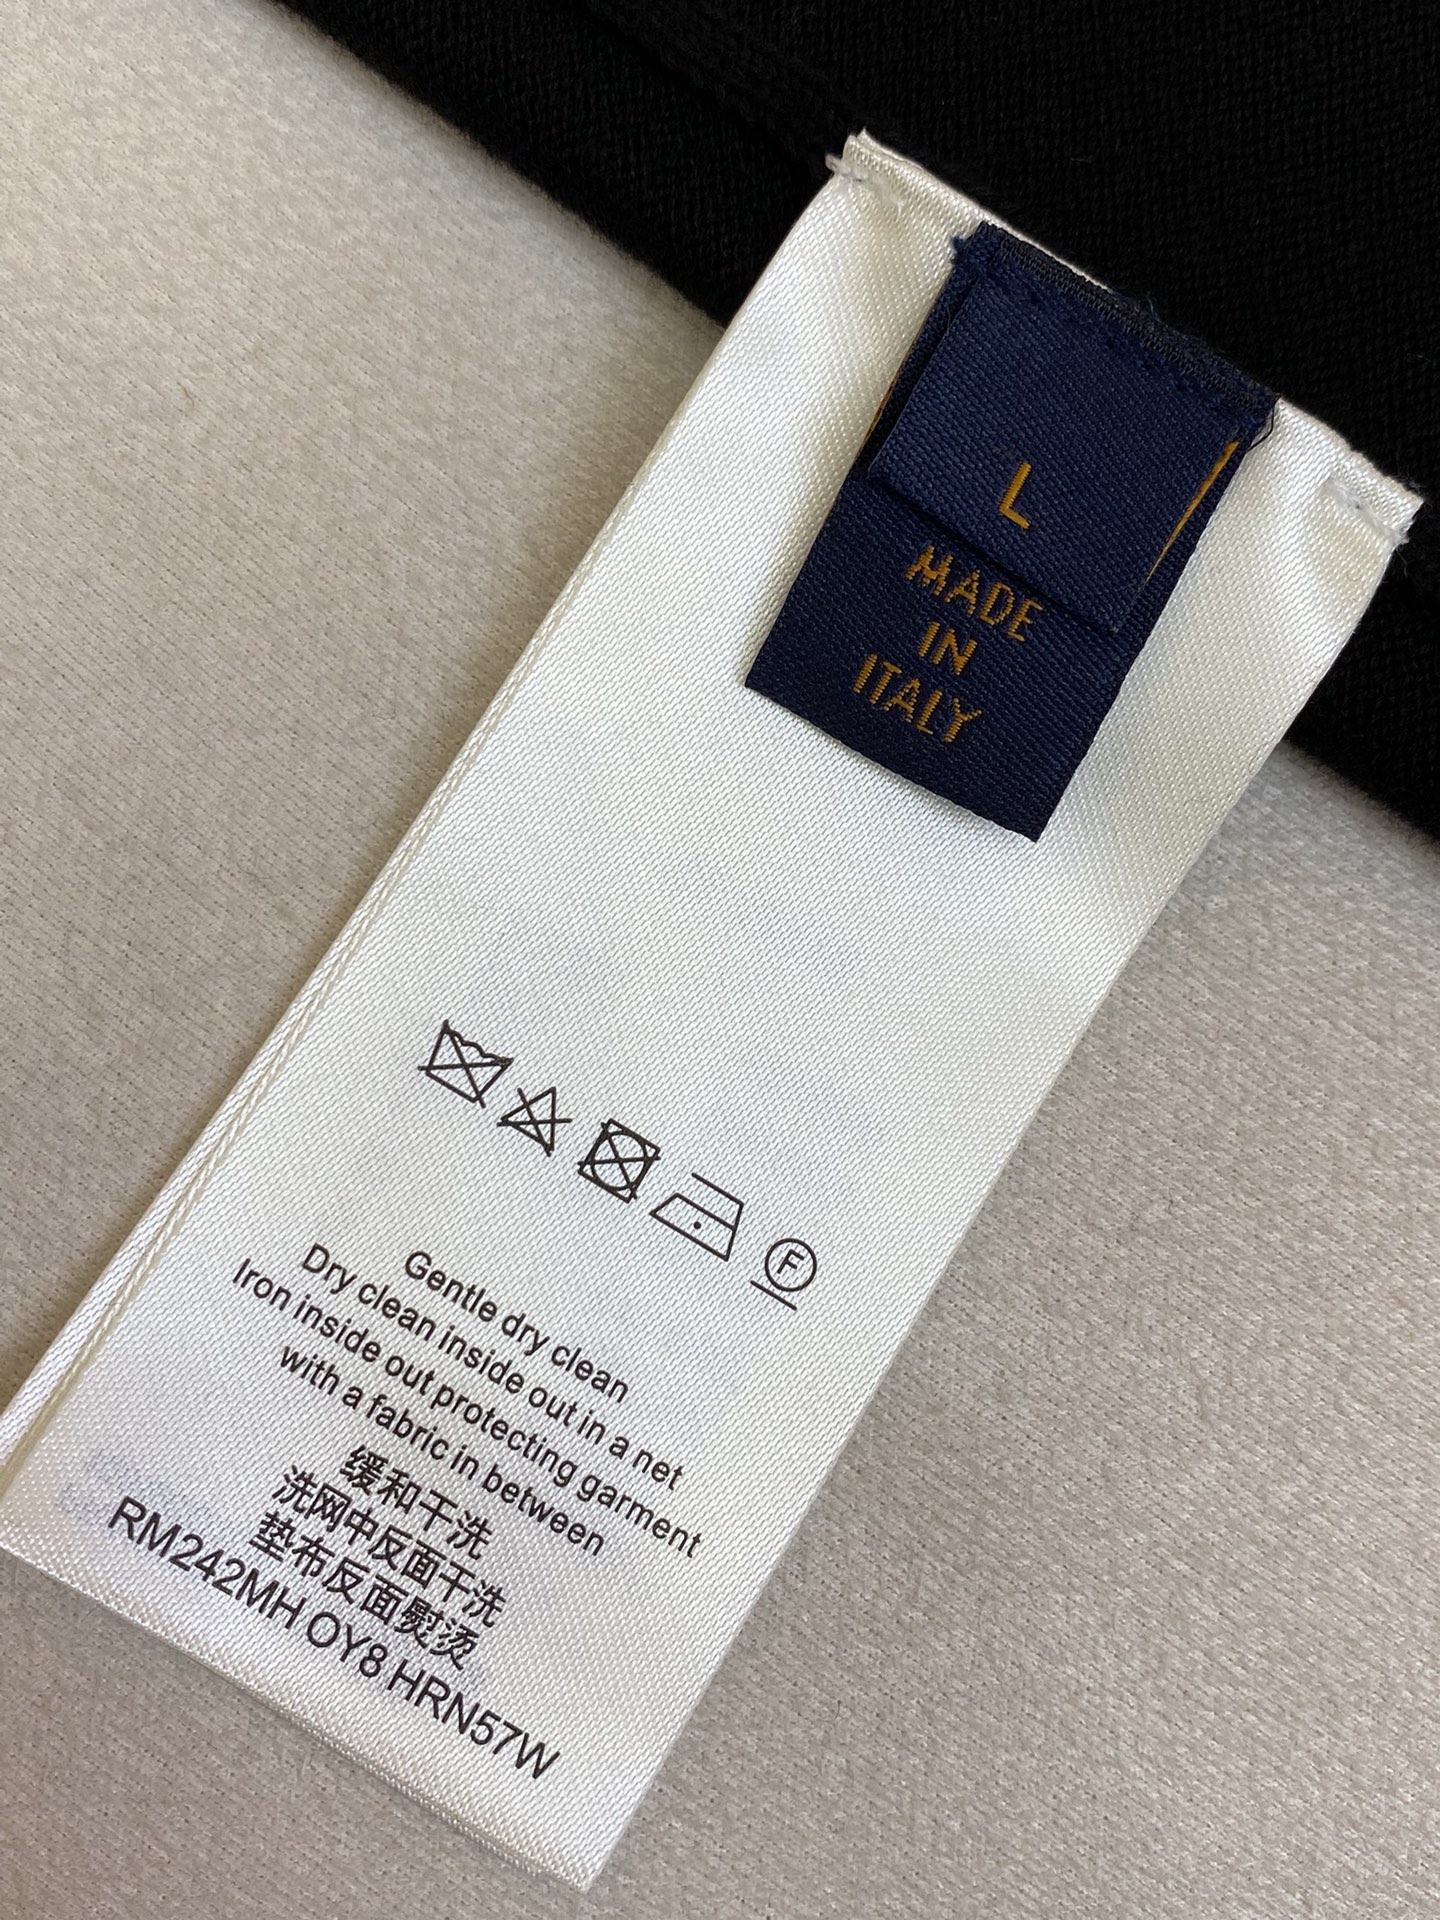 L
MADE
IN
ITALY
F
Gentle dry clean
Dry clean inside out in a net
Iron inside out protecting garment
with a fabric in between
缓和干洗
洗网中反面干洗
垫布反面熨烫
RM242MH OY8 HRN57W